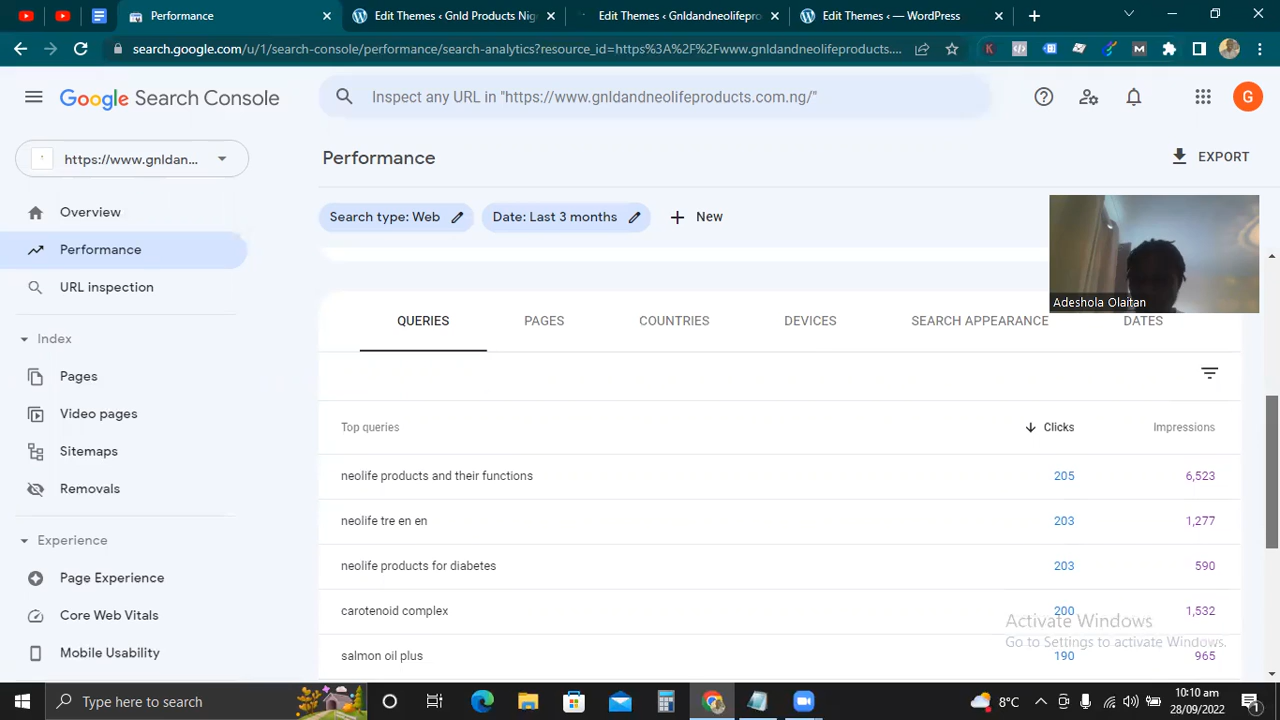 Performance
Edit Themes ‹ Gnld Products Nig
Edit Themes ‹ Gnldandneolifepro
Edit Themes ‹ — WordPress
search.google.com/u/1/search-console/performance/search-analytics?resource_id=https%3A%2F%2Fwww.gnldandneolifeproducts....
Google Search Console
Inspect any URL in "https://www.gnldandneolifeproducts.com.ng/"
G
https://www.gnldan...
Performance
EXPORT
Overview
Search type: Web
Date: Last 3 months
New
Performance
URL inspection
Adeshola Olaitan
QUERIES
PAGES
COUNTRIES
DEVICES
SEARCH APPEARANCE
DATES
Index
Pages
Video pages
Top queries
Clicks
Impressions
Sitemaps
neolife products and their functions
205
6,523
Removals
neolife tre en en
203
1,277
Experience
neolife products for diabetes
203
590
Page Experience
carotenoid complex
200
1,532
Core Web Vitals
Activate Windows
Go to Settings to activate Windows.
Mobile Usability
salmon oil plus
190
965
Type here to search
8°C
10:10 am
28/09/2022
1